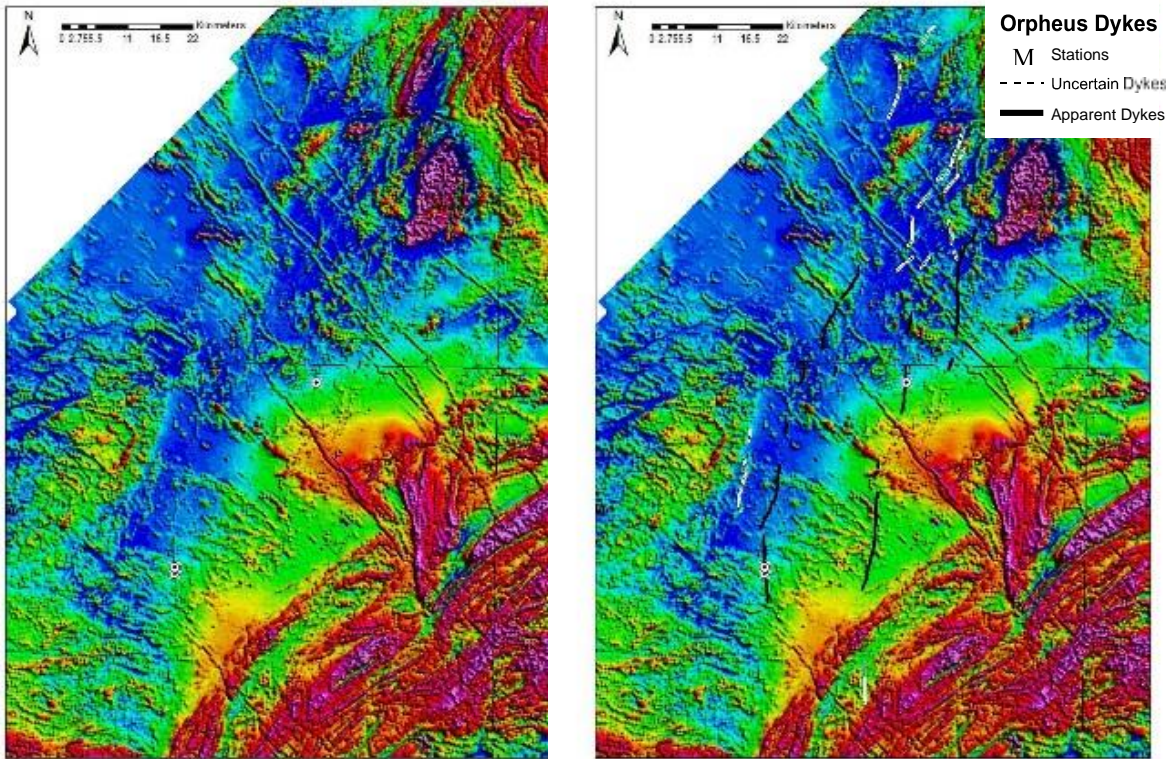 N
Kilometers
0 2.755.5 11 16.5 22
N
Kilometers
0 2.755.5 11 16.5 22
Orpheus Dykes
M Stations
Uncertain Dykes
Apparent Dykes